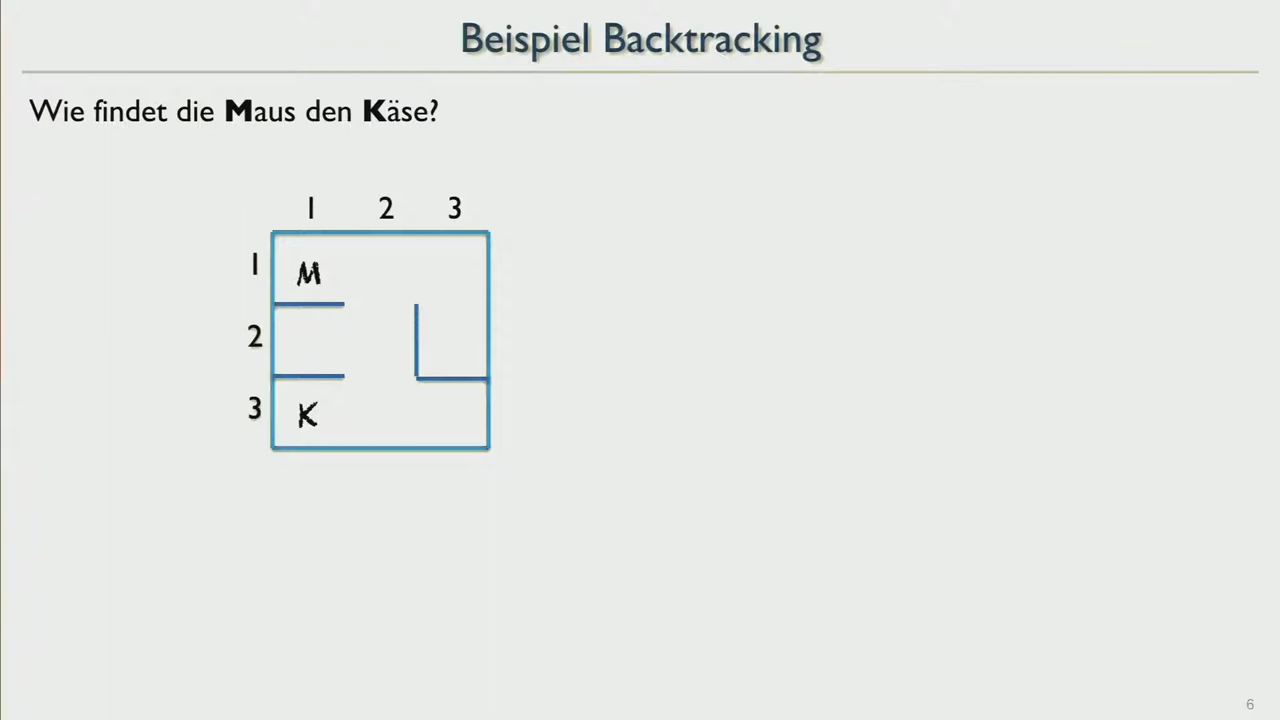 Beispiel Backtracking
Wie findet die Maus den Käse?
1 2 3
1 M
2
3 K
6